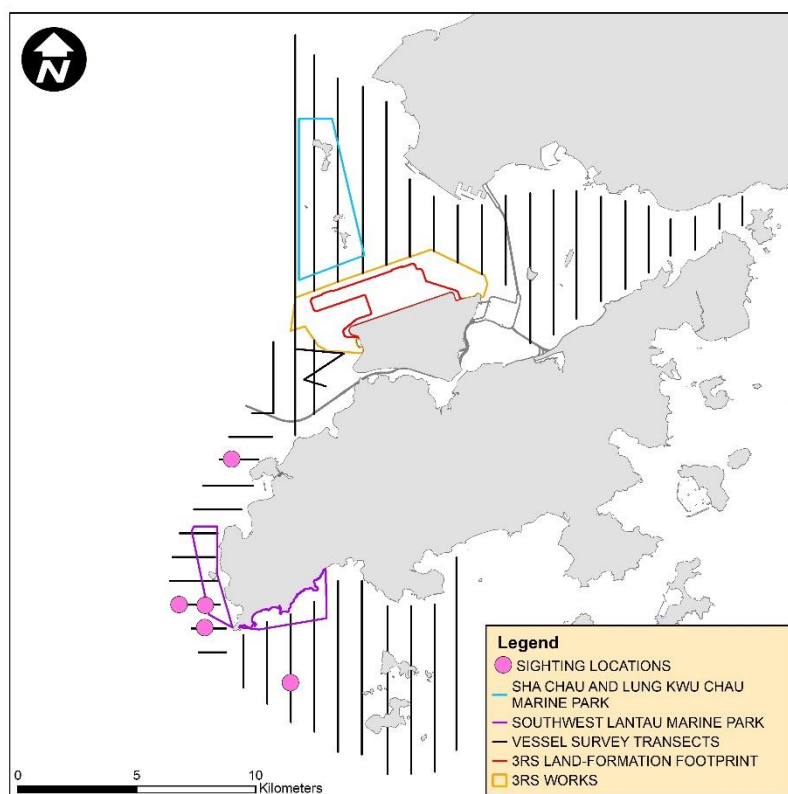 N
Legend
SIGHTING LOCATIONS
SHA CHAU AND LUNG KWU CHAU
MARINE PARK
SOUTHWEST LANTAU MARINE PARK
VESSEL SURVEY TRANSECTS
3RS LAND-FORMATION FOOTPRINT
3RS WORKS
0 5 10
Kilometers